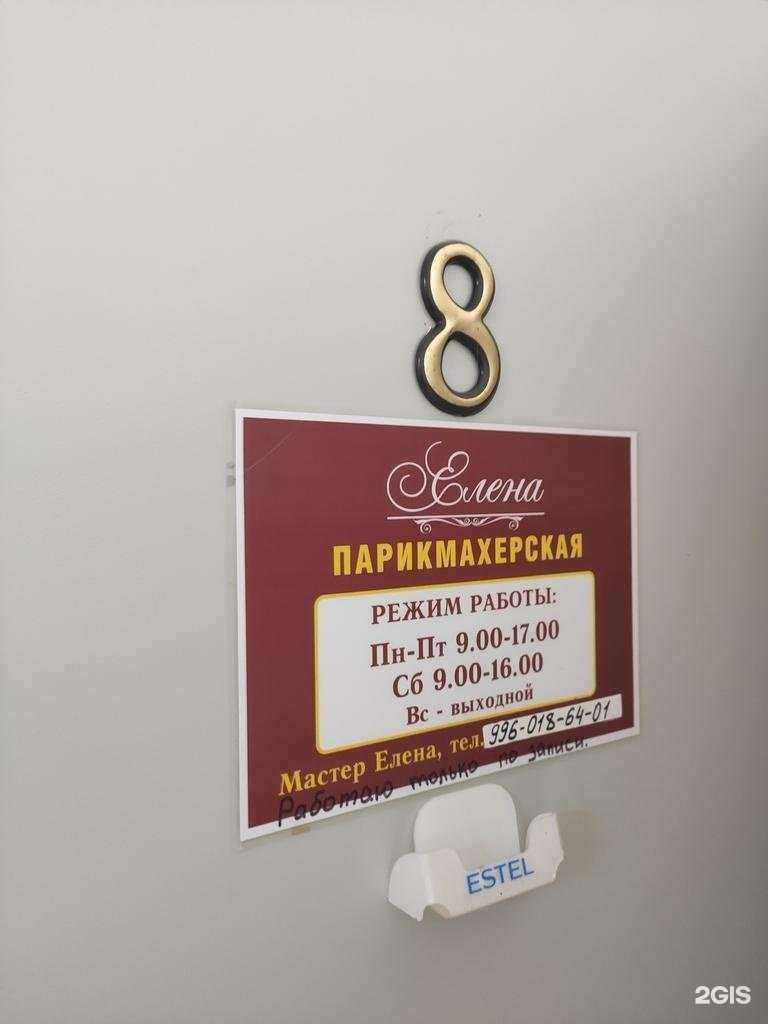 8
Елена
ПАРИКМАХЕРСКАЯ
РЕЖИМ РАБОТЫ:
Пн-Пт 9.00-17.00
Сб 9.00-16.00
Вс - выходной
Мастер Елена, тел. 996-018-64-01
Работаю только по записи.
ESTEL
2GIS